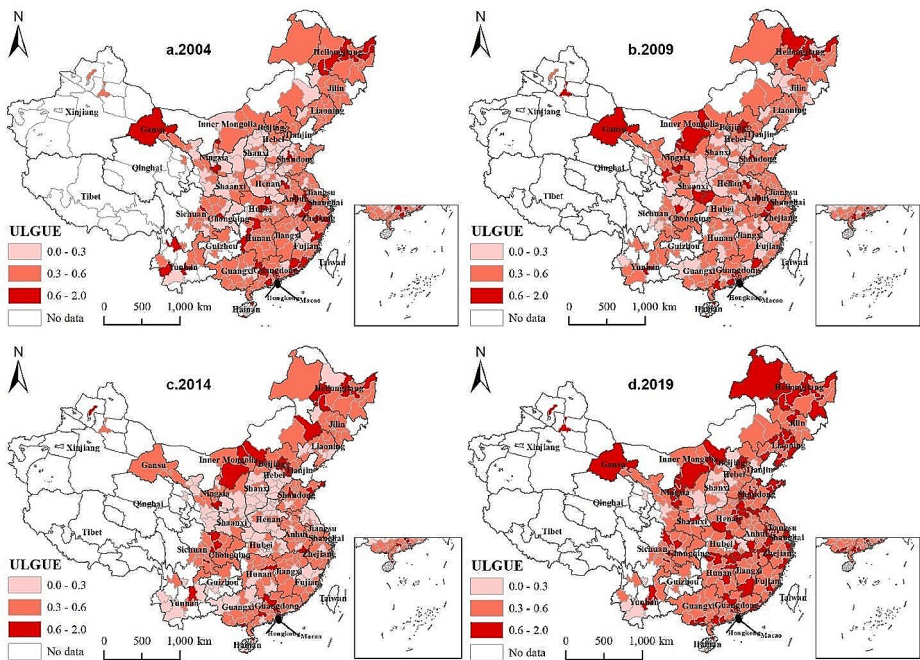 N
a.2004
Heilongjiang
Jilin
Liaoning
Xinjiang
Gansu
Inner Mongolia
Beijing
Tianjin
Hebei
Ningxia
Shanxi
Shandong
Qinghai
Shaanxi
Henan
Jiangsu
Anhui
Shanghai
Tibet
Sichuan
Chongqing
Hubei
Zhejiang
Hunan
Jiangxi
Guizhou
Fujian
Yunnan
Guangxi
Guangdong
Taiwan
Hongkong
Macao
Hainan
ULGUE
0.0 - 0.3
0.3 - 0.6
0.6 - 2.0
No data
0 500 1,000 km
N
b.2009
Heilongjiang
Jilin
Liaoning
Xinjiang
Gansu
Inner Mongolia
Beijing
Tianjin
Hebei
Ningxia
Shanxi
Shandong
Qinghai
Shaanxi
Henan
Jiangsu
Anhui
Shanghai
Tibet
Sichuan
Chongqing
Hubei
Zhejiang
Hunan
Jiangxi
Guizhou
Fujian
Yunnan
Guangxi
Guangdong
Taiwan
Hongkong
Macao
Hainan
ULGUE
0.0 - 0.3
0.3 - 0.6
0.6 - 2.0
No data
0 500 1,000 km
N
c.2014
Heilongjiang
Jilin
Liaoning
Xinjiang
Gansu
Inner Mongolia
Beijing
Tianjin
Hebei
Ningxia
Shanxi
Shandong
Qinghai
Shaanxi
Henan
Jiangsu
Anhui
Shanghai
Tibet
Sichuan
Chongqing
Hubei
Zhejiang
Hunan
Jiangxi
Guizhou
Fujian
Yunnan
Guangxi
Guangdong
Taiwan
Hongkong
Macao
Hainan
ULGUE
0.0 - 0.3
0.3 - 0.6
0.6 - 2.0
No data
0 500 1,000 km
N
d.2019
Heilongjiang
Jilin
Liaoning
Xinjiang
Gansu
Inner Mongolia
Beijing
Tianjin
Hebei
Ningxia
Shanxi
Shandong
Qinghai
Shaanxi
Henan
Jiangsu
Anhui
Shanghai
Tibet
Sichuan
Chongqing
Hubei
Zhejiang
Hunan
Jiangxi
Guizhou
Fujian
Yunnan
Guangxi
Guangdong
Taiwan
Hongkong
Macao
Hainan
ULGUE
0.0 - 0.3
0.3 - 0.6
0.6 - 2.0
No data
0 500 1,000 km